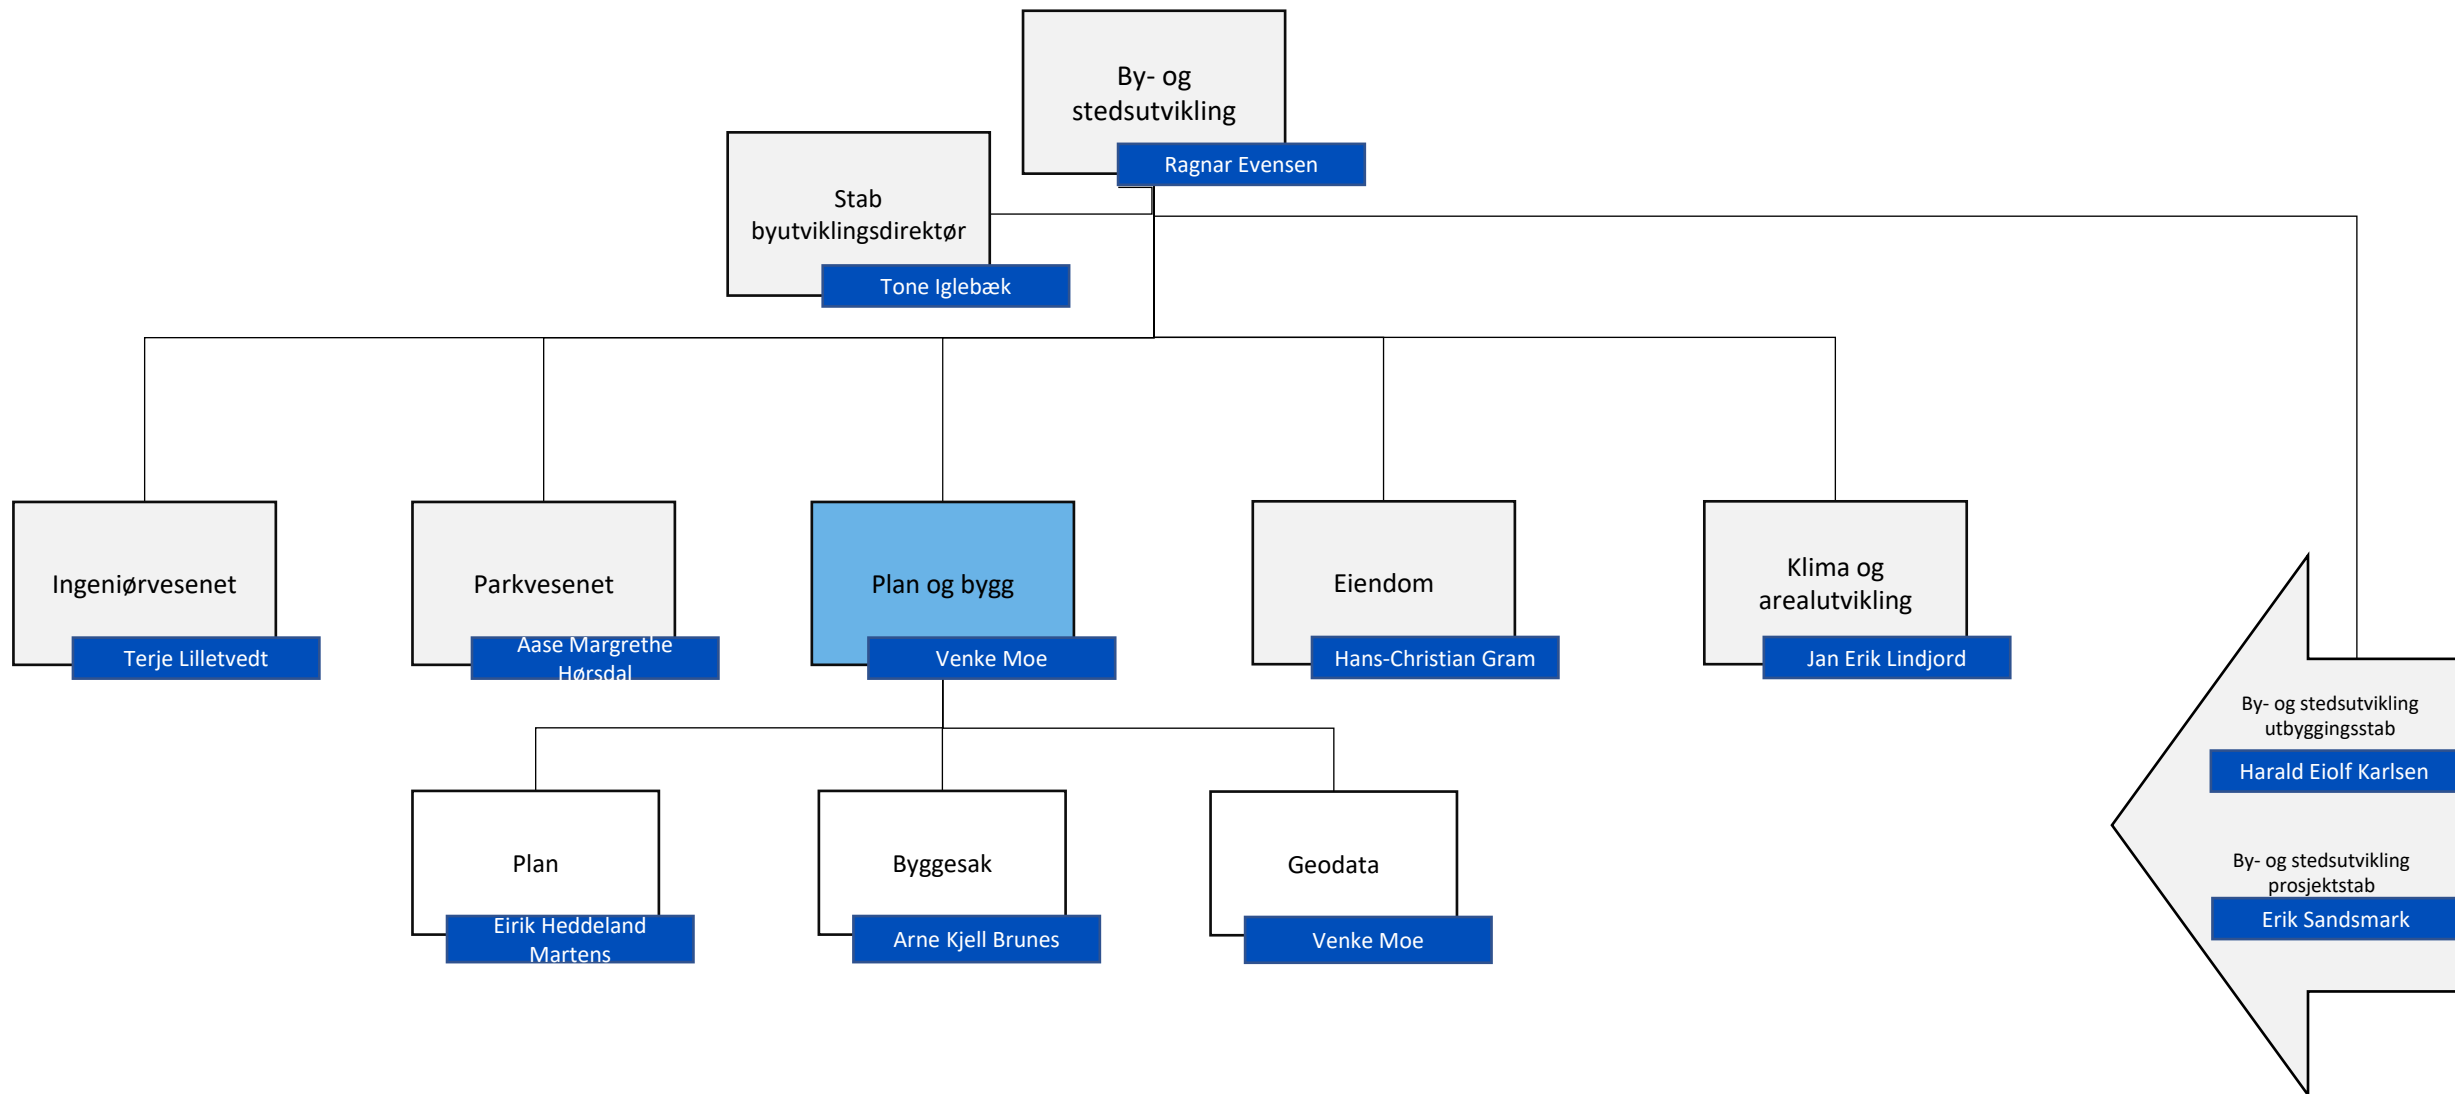 By- og
stedsutvikling
Ragnar Evensen
Stab
byutviklingsdirektør
Tone Iglebæk
Ingeniørvesenet
Terje Lilletvedt
Parkvesenet
Aase Margrethe
Hørsdal
Plan og bygg
Venke Moe
Eiendom
Hans-Christian Gram
Klima og
arealutvikling
Jan Erik Lindjord
Plan
Eirik Heddeland
Martens
Byggesak
Arne Kjell Brunes
Geodata
Venke Moe
By- og stedsutvikling
utbyggingsstab
Harald Eiolf Karlsen
By- og stedsutvikling
prosjektstab
Erik Sandsmark